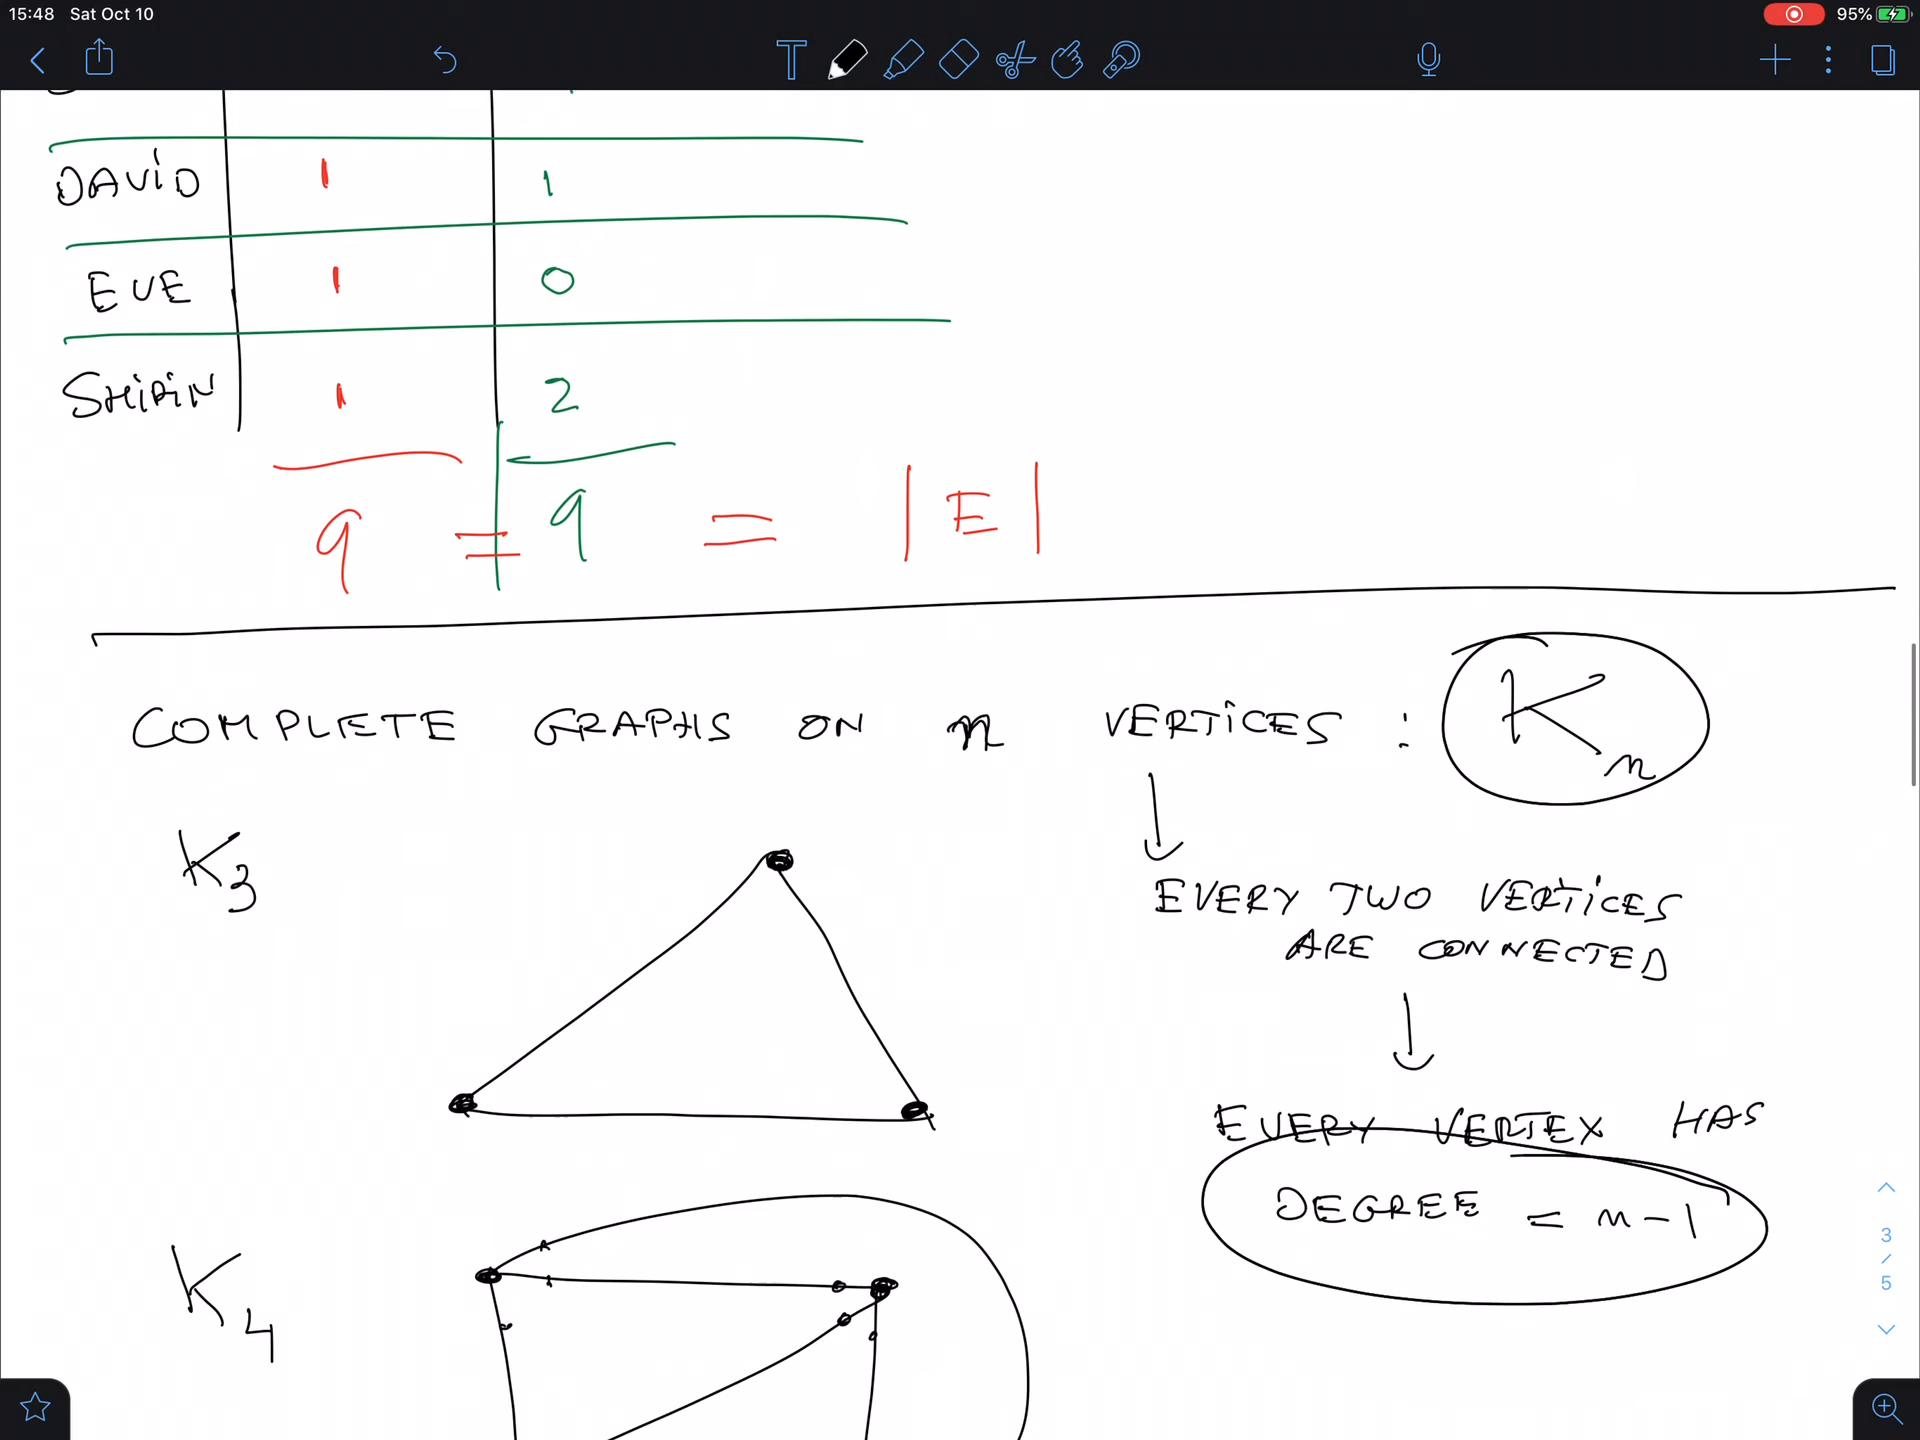 15:48 Sat Oct 10
95%
DAVID 1 1
EVE 1 0
SHIRIN 1 2
9 = 9 = |E|
COMPLETE GRAPHS ON n VERTICES : Kn
K3
EVERY TWO VERTICES
ARE CONNECTED
EVERY VERTEX HAS
DEGREE = n-1
K4
3
/
5